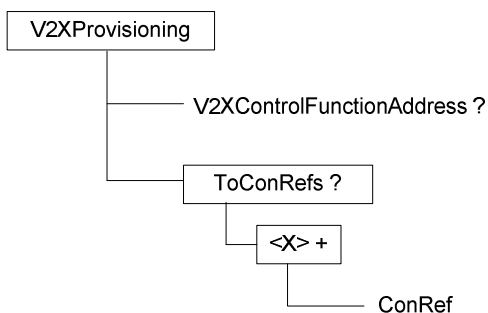 V2XProvisioning
V2XControlFunctionAddress ?
ToConRefs ?
<X> +
ConRef